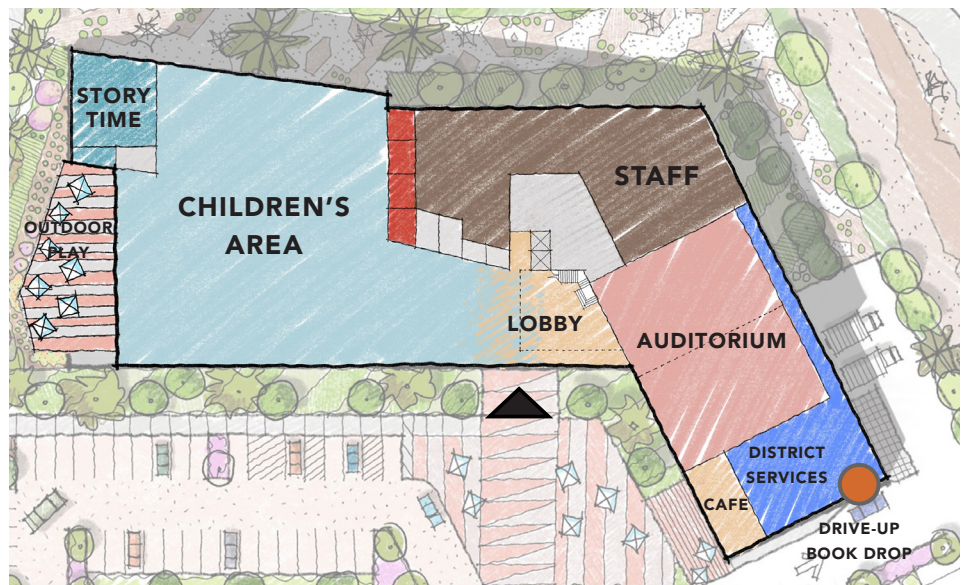 STORY
TIME
CHILDREN'S
AREA
STAFF
OUTDOOR
PLAY
LOBBY
AUDITORIUM
DISTRICT
SERVICES
CAFE
DRIVE-UP
BOOK DROP